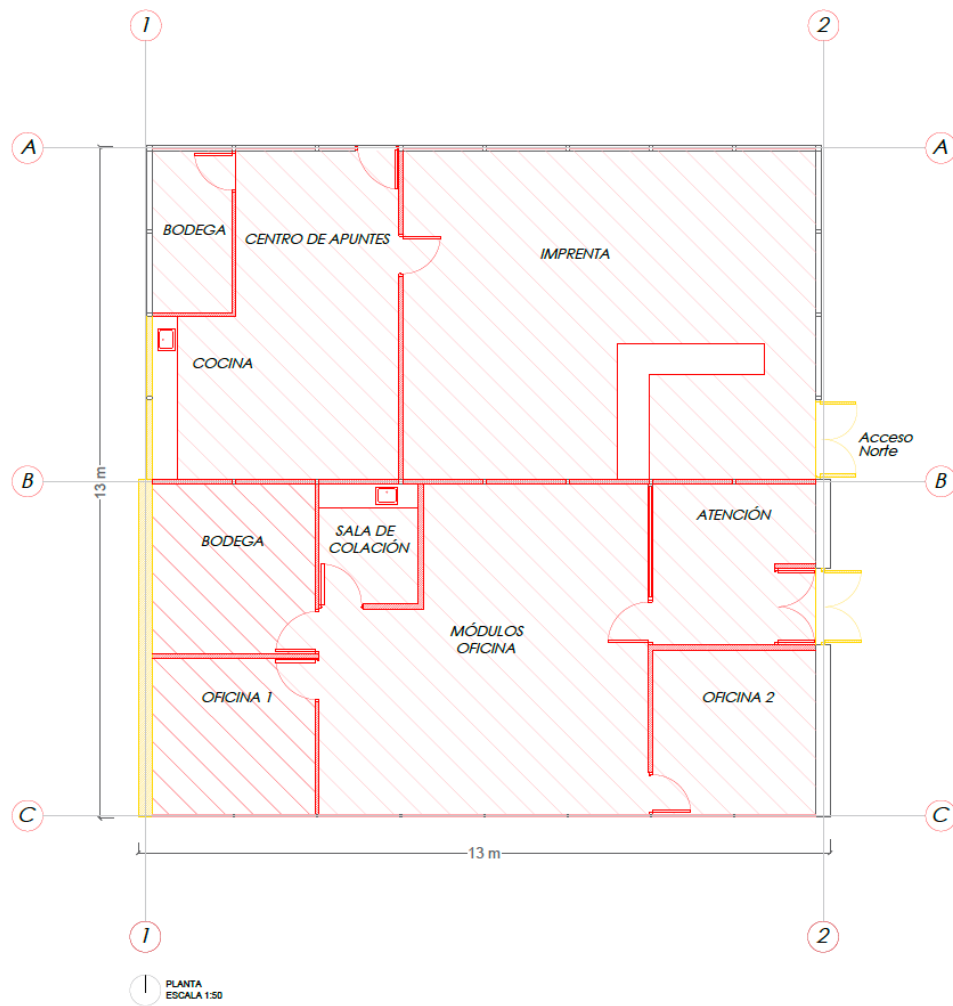 1
2
A
A
BODEGA
CENTRO DE APUNTES
IMPRENTA
COCINA
Acceso
Norte
13 m
B
B
BODEGA
SALA DE
COLACIÓN
ATENCIÓN
MÓDULOS
OFICINA
OFICINA 1
OFICINA 2
C
C
13 m
1
2
PLANTA
ESCALA 1:50